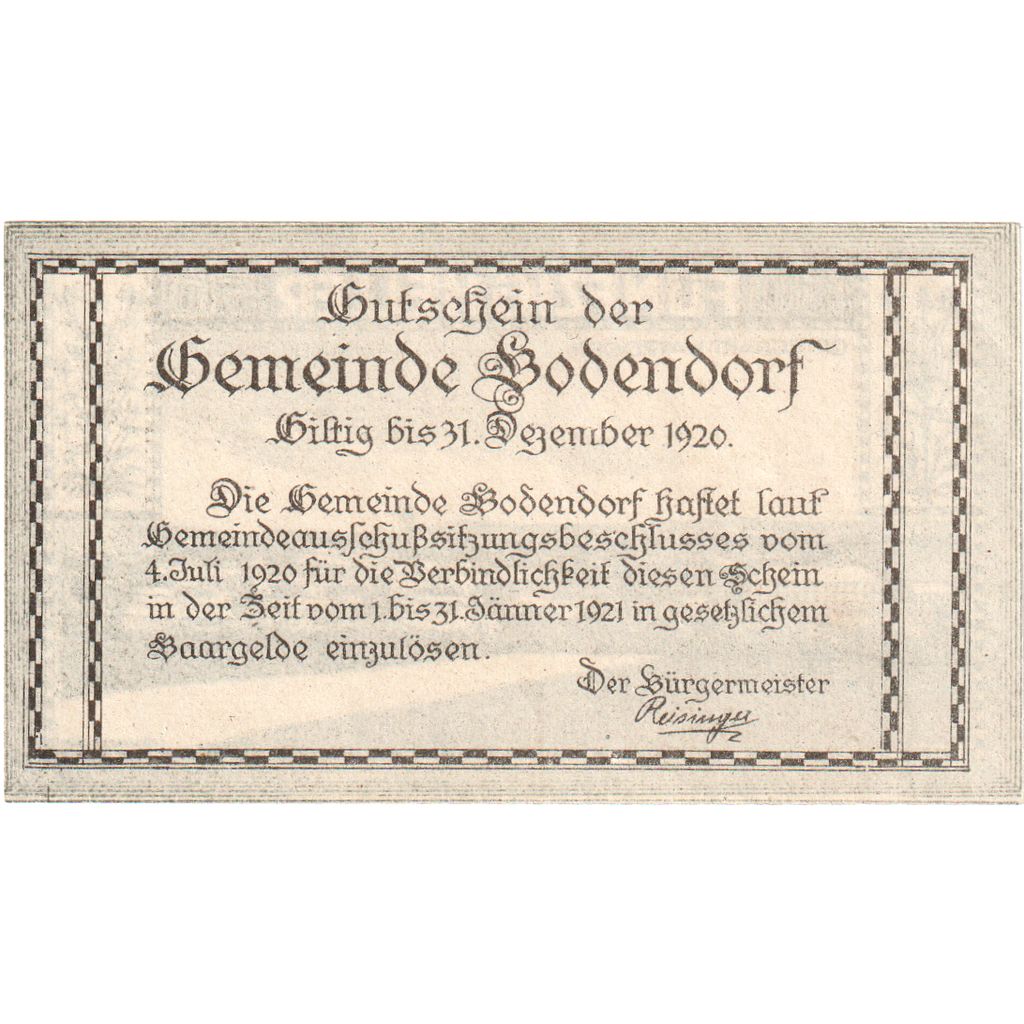 Gutschein der
Gemeinde Bodendorf
Giltig bis 31. Dezember 1920.
Die Gemeinde Bodendorf haftet laut
Gemeindeausschußsitzungsbeschlusses vom
4. Juli 1920 für die Verbindlichkeit diesen Schein
in der Zeit vom 1. bis 31. Jänner 1921 in gesetzlichem
Baargelde einzulösen.
Der Bürgermeister
Reisinger